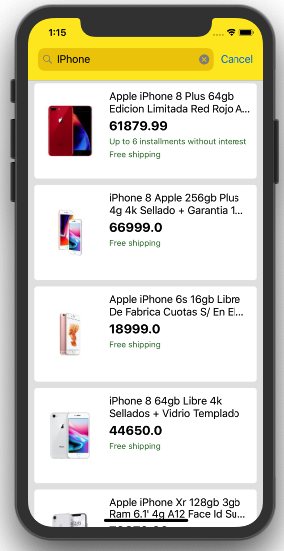 1:15
IPhone
Cancel
Apple iPhone 8 Plus 64gb
Edicion Limitada Red Rojo A...
61879.99
Up to 6 installments without interest
Free shipping
iPhone 8 Apple 256gb Plus
4g 4k Sellado + Garantia 1...
66999.0
Free shipping
Apple iPhone 6s 16gb Libre
De Fabrica Cuotas S/ En E...
18999.0
Free shipping
iPhone 8 64gb Libre 4k
Sellados + Vidrio Templado
44650.0
Free shipping
Apple iPhone Xr 128gb 3gb
Ram 6.1' 4g A12 Face Id Su...